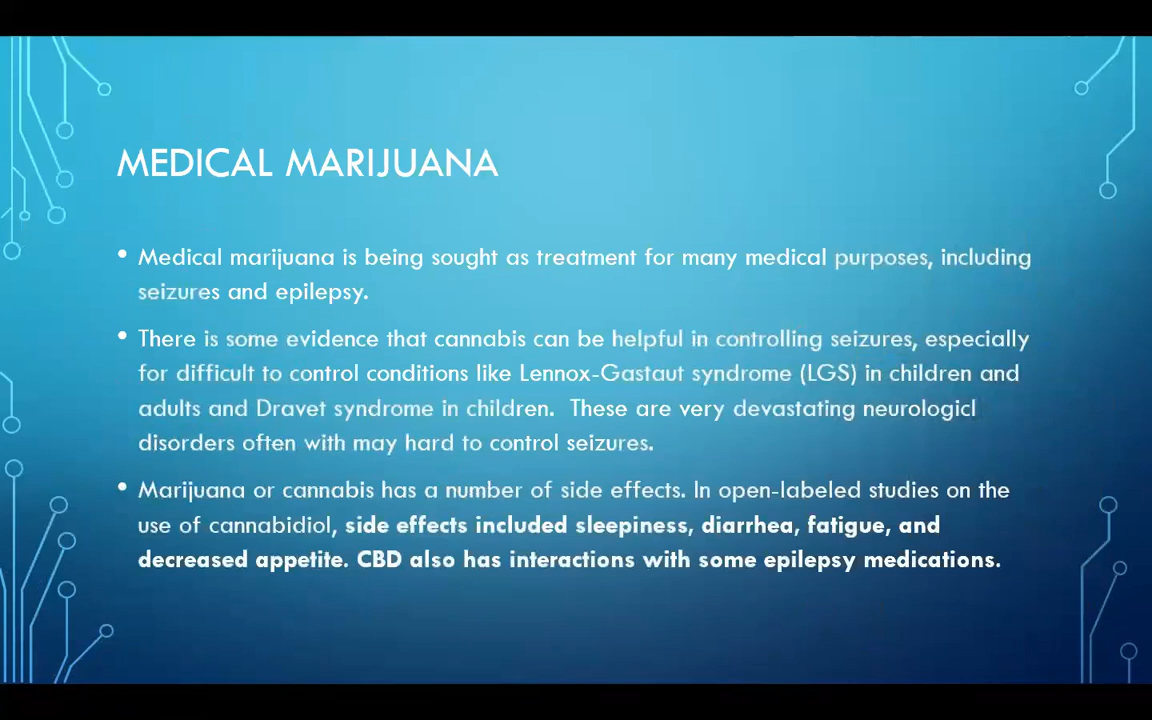 MEDICAL MARIJUANA
• Medical marijuana is being sought as treatment for many medical purposes, including
seizures and epilepsy.
• There is some evidence that cannabis can be helpful in controlling seizures, especially
for difficult to control conditions like Lennox-Gastaut syndrome (LGS) in children and
adults and Dravet syndrome in children.  These are very devastating neurologicl
disorders often with may hard to control seizures.
• Marijuana or cannabis has a number of side effects. In open-labeled studies on the
use of cannabidiol, side effects included sleepiness, diarrhea, fatigue, and
decreased appetite. CBD also has interactions with some epilepsy medications.